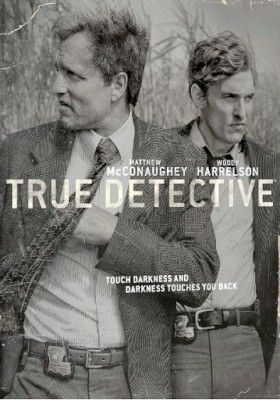 MATTHEW McCONAUGHEY
WOODY HARRELSON
TRUE DETECTIVE
TOUCH DARKNESS AND
DARKNESS TOUCHES YOU BACK